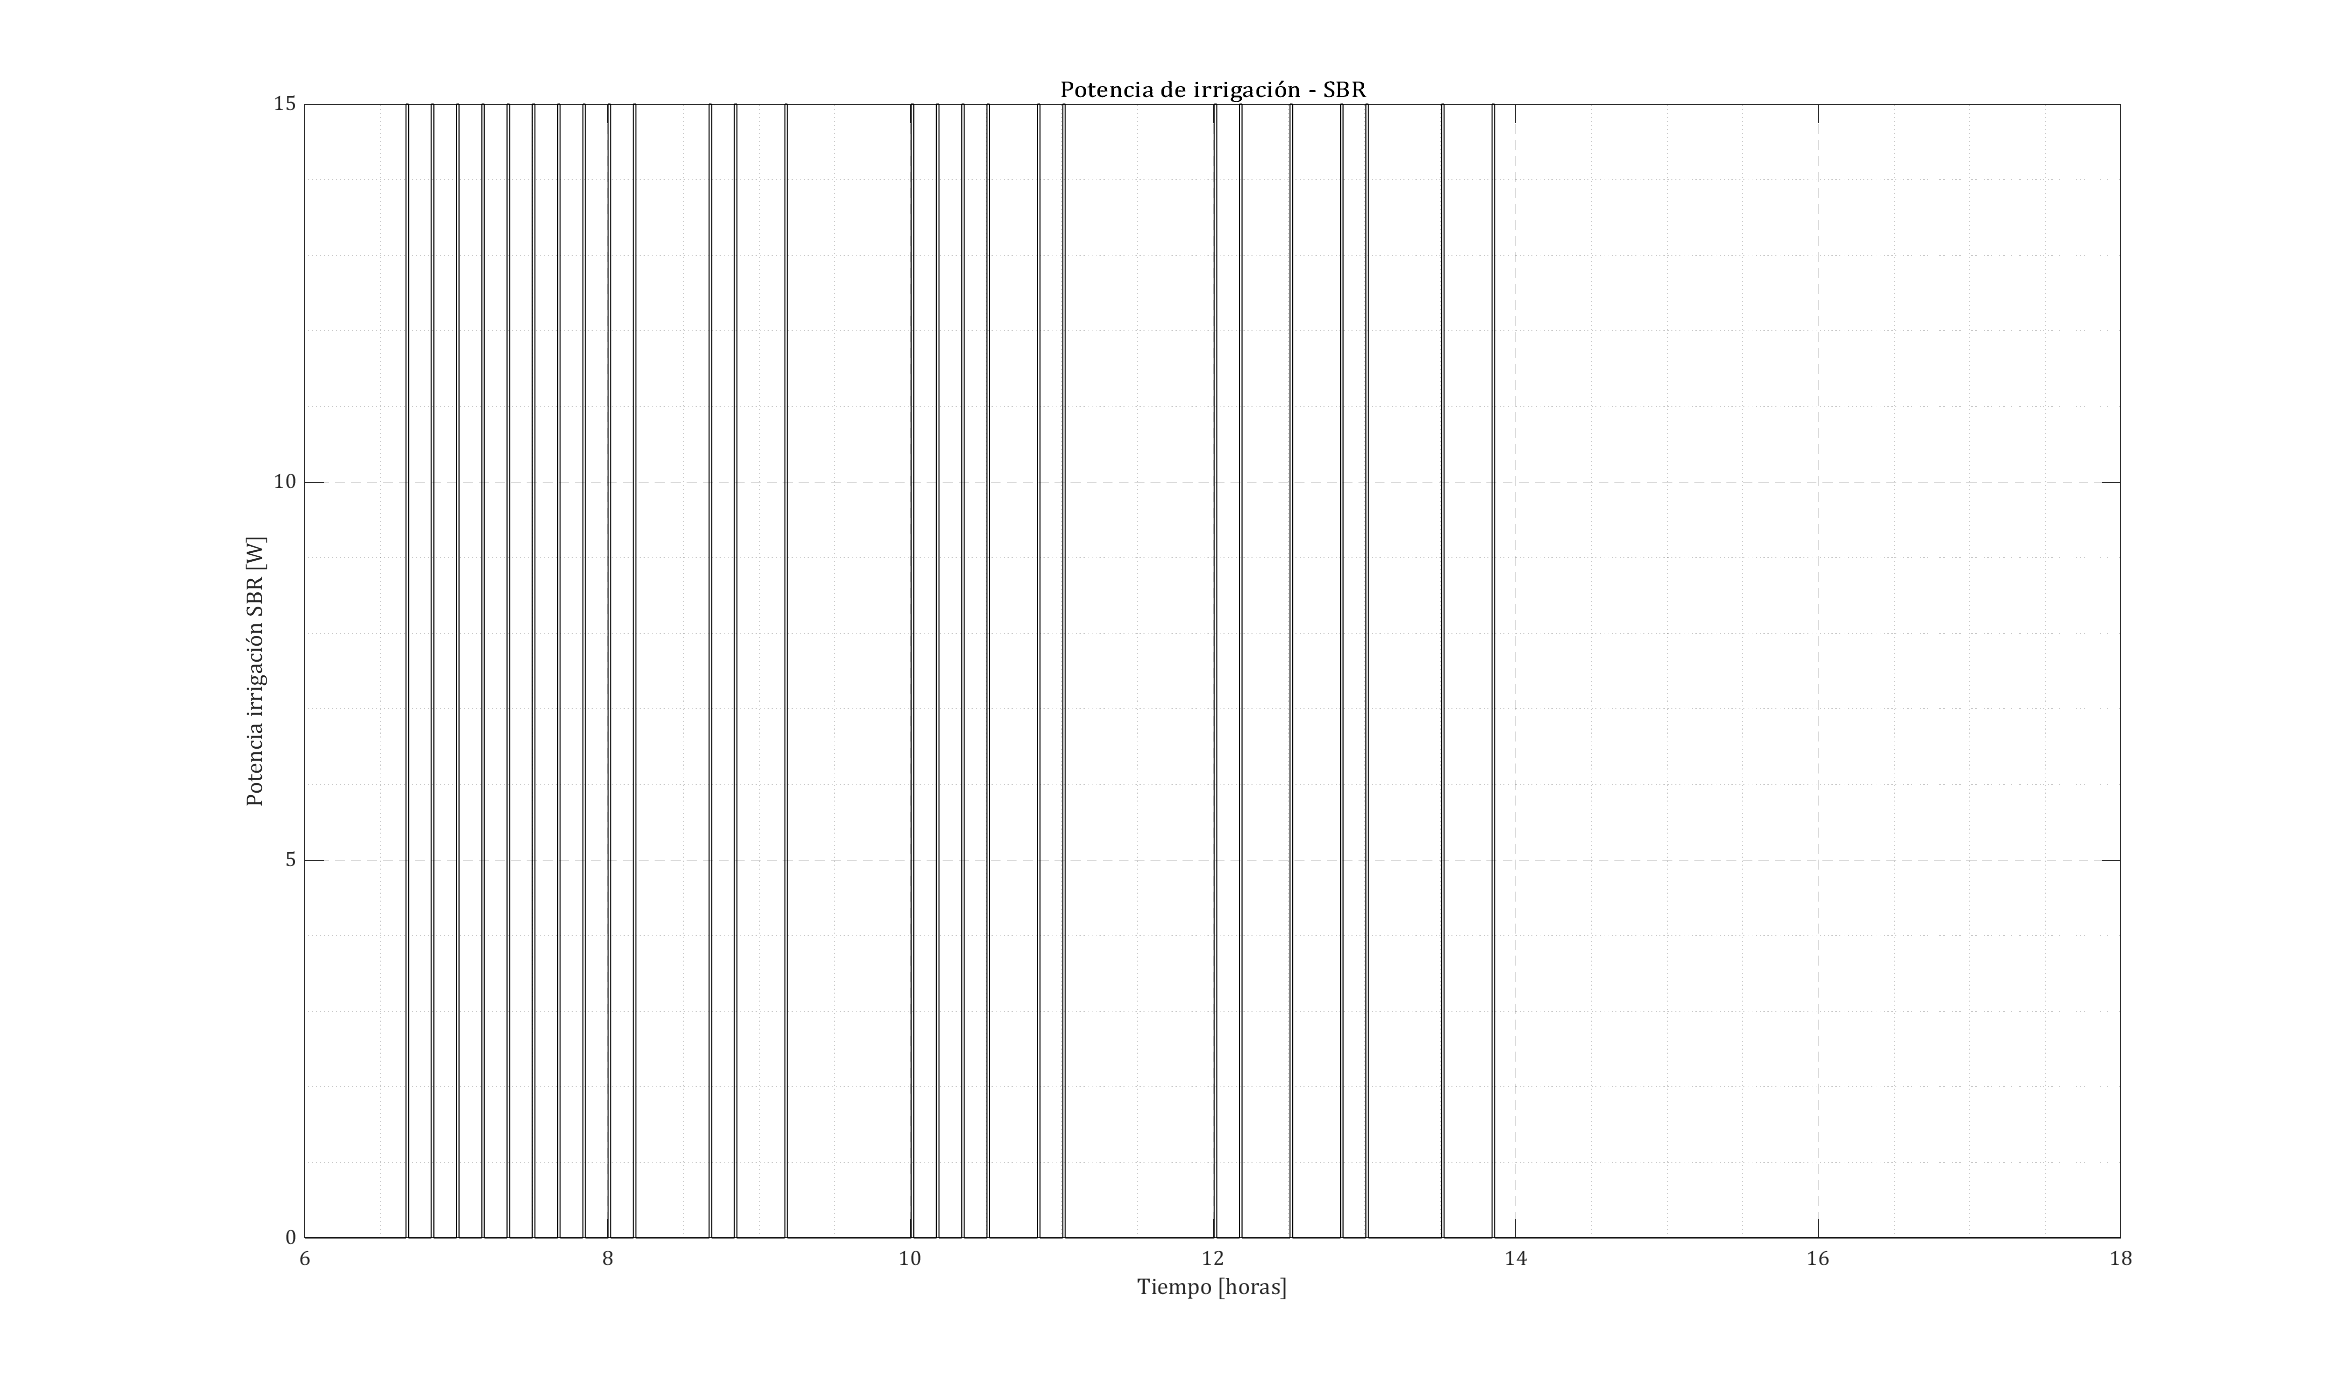 Potencia de irrigación - SBR
15
10
5
0
Potencia irrigación SBR [W]
6 8 10 12 14 16 18
Tiempo [horas]